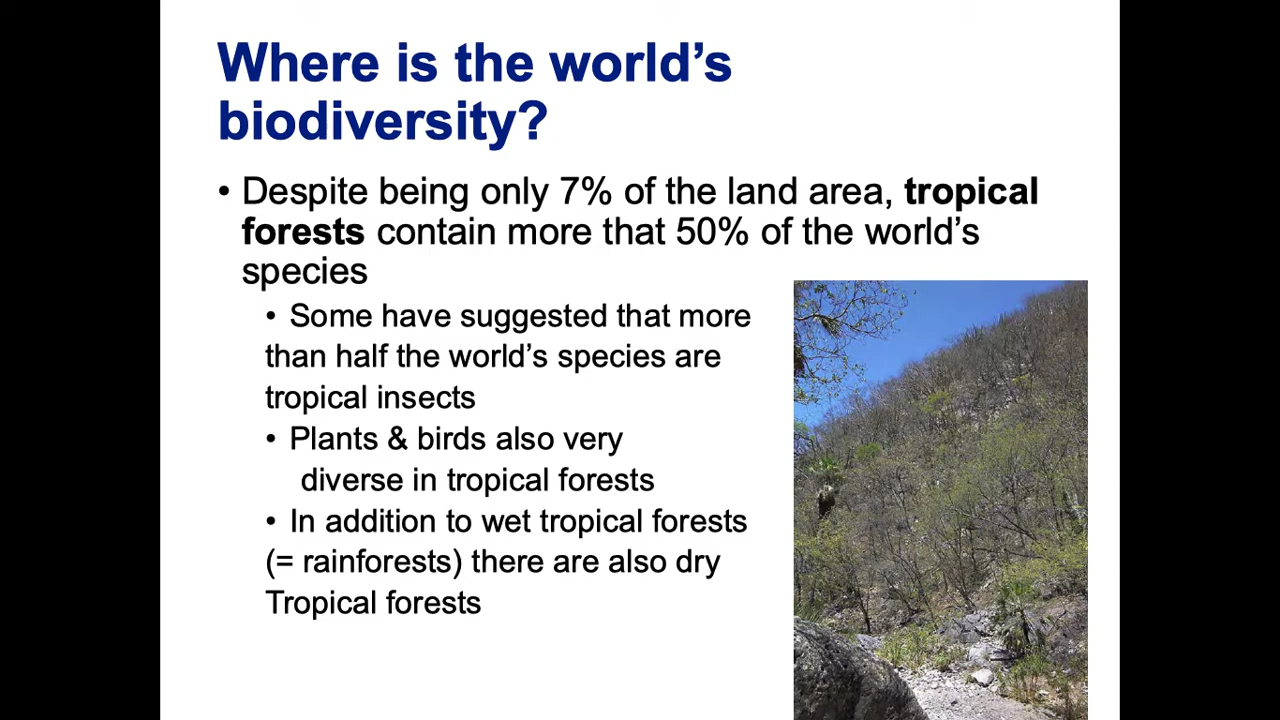 Where is the world’s
biodiversity?
• Despite being only 7% of the land area, tropical
forests contain more that 50% of the world’s
species
• Some have suggested that more
than half the world’s species are
tropical insects
• Plants & birds also very
diverse in tropical forests
• In addition to wet tropical forests
(= rainforests) there are also dry
Tropical forests